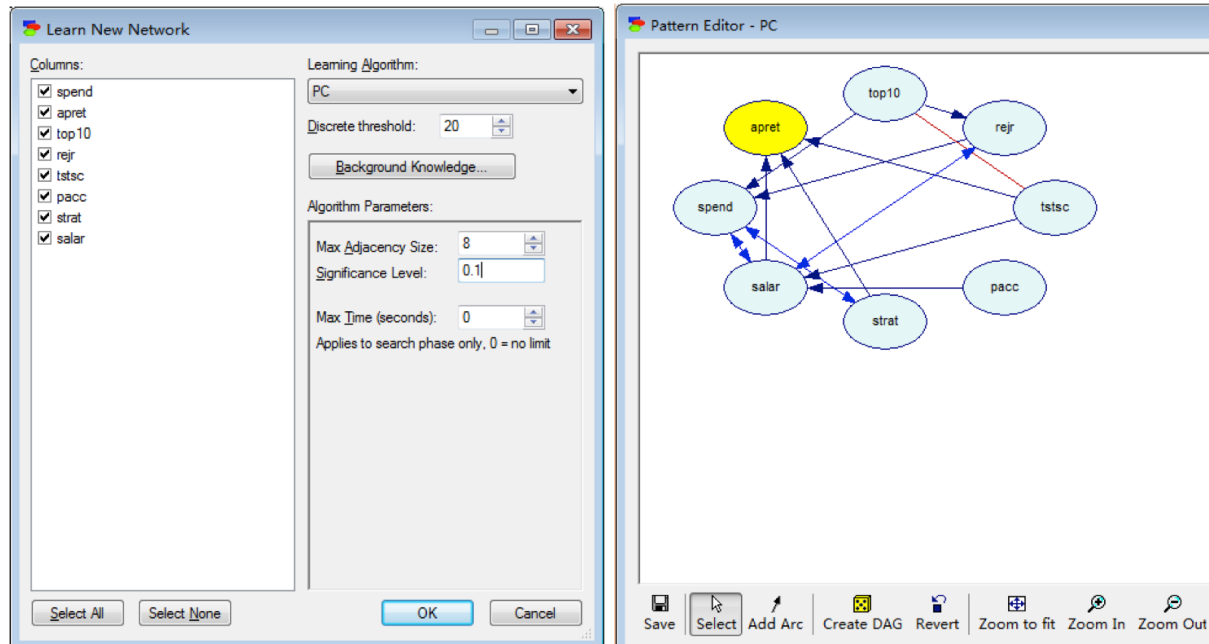 Learn New Network
Columns:
spend
apret
top10
rejr
tstsc
pacc
strat
salar
Learning Algorithm:
PC
Discrete threshold: 20
Background Knowledge...
Algorithm Parameters:
Max Adjacency Size: 8
Significance Level: 0.1
Max Time (seconds): 0
Applies to search phase only, 0 = no limit
Select All Select None OK Cancel
Pattern Editor - PC
top10
apret
rejr
spend
tstsc
salar
pacc
strat
Save Select Add Arc Create DAG Revert Zoom to fit Zoom In Zoom Out